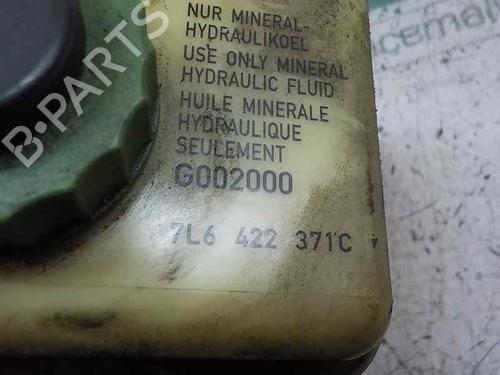 NUR MINERAL-
HYDRAULIKOEL
USE ONLY MINERAL
HYDRAULIC FLUID
HUILE MINERALE
HYDRAULIQUE
SEULEMENT
G002000
7L6 422 371C
B-PARTS